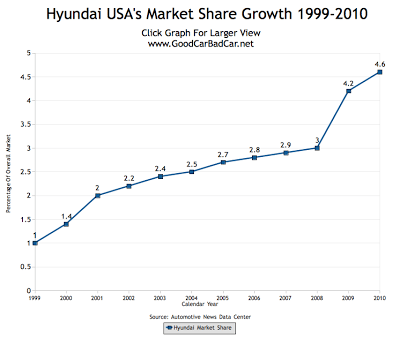 Hyundai USA's Market Share Growth 1999-2010
Click Graph For Larger View
www.GoodCarBadCar.net
Percentage Of Overall Market
5
4.5
4
3.5
3
2.5
2
1.5
1
0.5
0
1
1.4
2
2.2
2.4
2.5
2.7
2.8
2.9
3
4.2
4.6
1999 2000 2001 2002 2003 2004 2005 2006 2007 2008 2009 2010
Calendar Year
Source: Automotive News Data Center
Hyundai Market Share